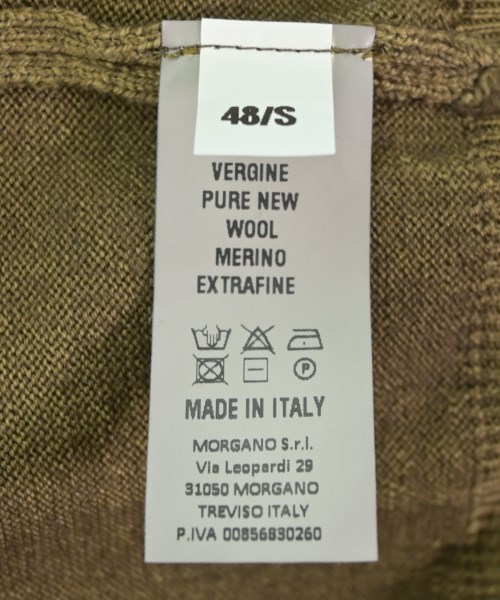 48/S
VERGINE
PURE NEW
WOOL
MERINO
EXTRAFINE
P
MADE IN ITALY
MORGANO S.r.l.
Via Leopardi 29
31050 MORGANO
TREVISO ITALY
P.IVA 00856830260